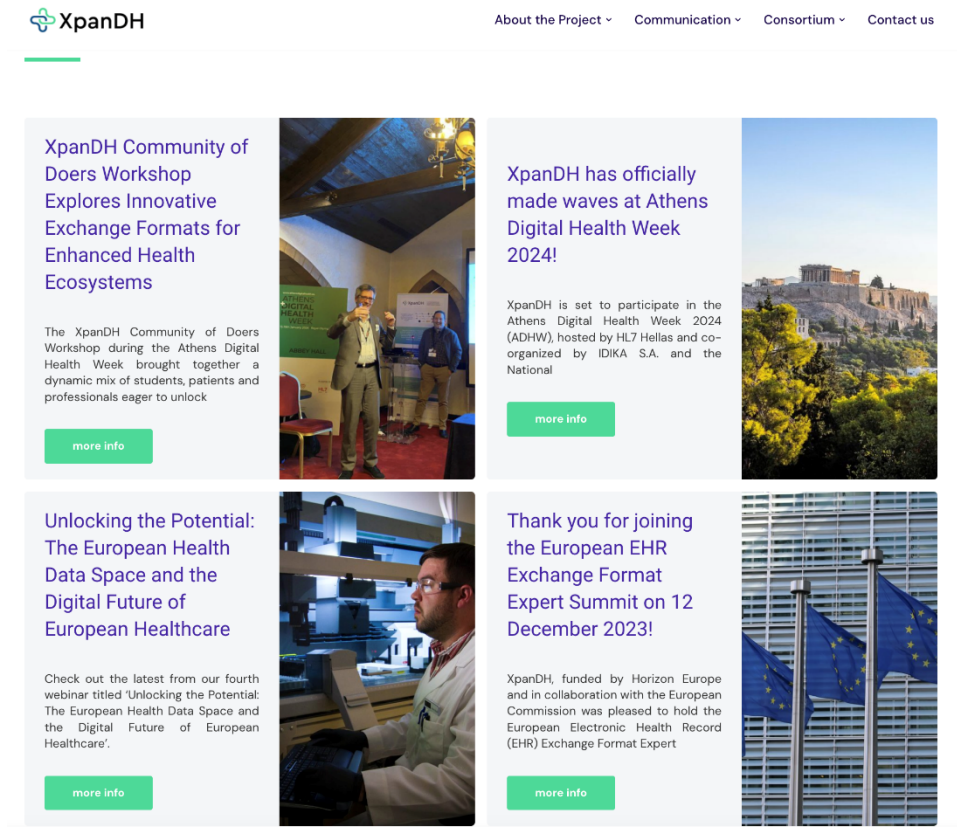 XpanDH
About the Project
Communication
Consortium
Contact us
XpanDH Community of
Doers Workshop
Explores Innovative
Exchange Formats for
Enhanced Health
Ecosystems
The XpanDH Community of Doers
Workshop during the Athens Digital
Health Week brought together a
dynamic mix of students, patients and
professionals eager to unlock
more info
ATHENS
DIGITAL
HEALTH
WEEK
ABBEY HALL
XpanDH
XpanDH has officially
made waves at Athens
Digital Health Week
2024!
XpanDH is set to participate in the
Athens Digital Health Week 2024
(ADHW), hosted by HL7 Hellas and co-
organized by IDIKA S.A. and the
National
more info
Unlocking the Potential:
The European Health
Data Space and the
Digital Future of
European Healthcare
Check out the latest from our fourth
webinar titled ‘Unlocking the Potential:
The European Health Data Space and
the Digital Future of European
Healthcare’.
more info
Thank you for joining
the European EHR
Exchange Format
Expert Summit on 12
December 2023!
XpanDH, funded by Horizon Europe
and in collaboration with the European
Commission was pleased to hold the
European Electronic Health Record
(EHR) Exchange Format Expert
more info